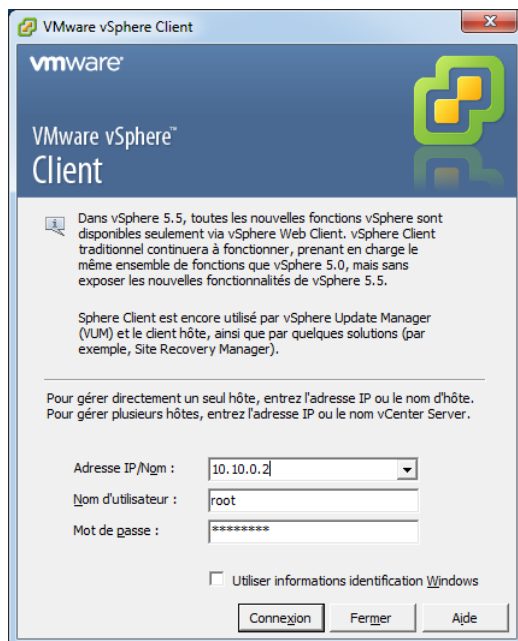 VMware vSphere Client
vmware
VMware vSphere™
Client
Dans vSphere 5.5, toutes les nouvelles fonctions vSphere sont
disponibles seulement via vSphere Web Client. vSphere Client
traditionnel continuera à fonctionner, prenant en charge le
même ensemble de fonctions que vSphere 5.0, mais sans
exposer les nouvelles fonctionnalités de vSphere 5.5.
Sphere Client est encore utilisé par vSphere Update Manager
(VUM) et le client hôte, ainsi que par quelques solutions (par
exemple, Site Recovery Manager).
Pour gérer directement un seul hôte, entrez l'adresse IP ou le nom d'hôte.
Pour gérer plusieurs hôtes, entrez l'adresse IP ou le nom vCenter Server.
Adresse IP/Nom : 10.10.0.2
Nom d'utilisateur : root
Mot de passe : ********
Utiliser informations identification Windows
Connexion Fermer Aide